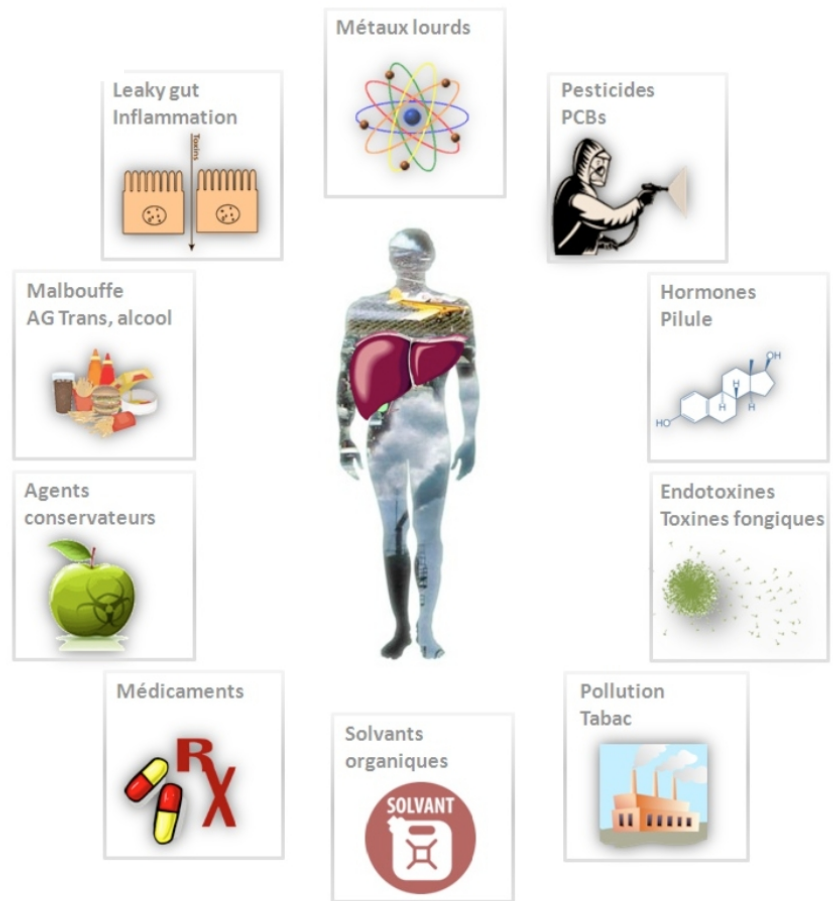 Métaux lourds
Leaky gut
Inflammation
Toxins
Pesticides
PCBs
Malbouffe
AG Trans, alcool
Hormones
Pilule
OH
H
H
H
HO
Agents
conservateurs
Endotoxines
Toxines fongiques
Médicaments
RX
Solvants
organiques
SOLVANT
Pollution
Tabac